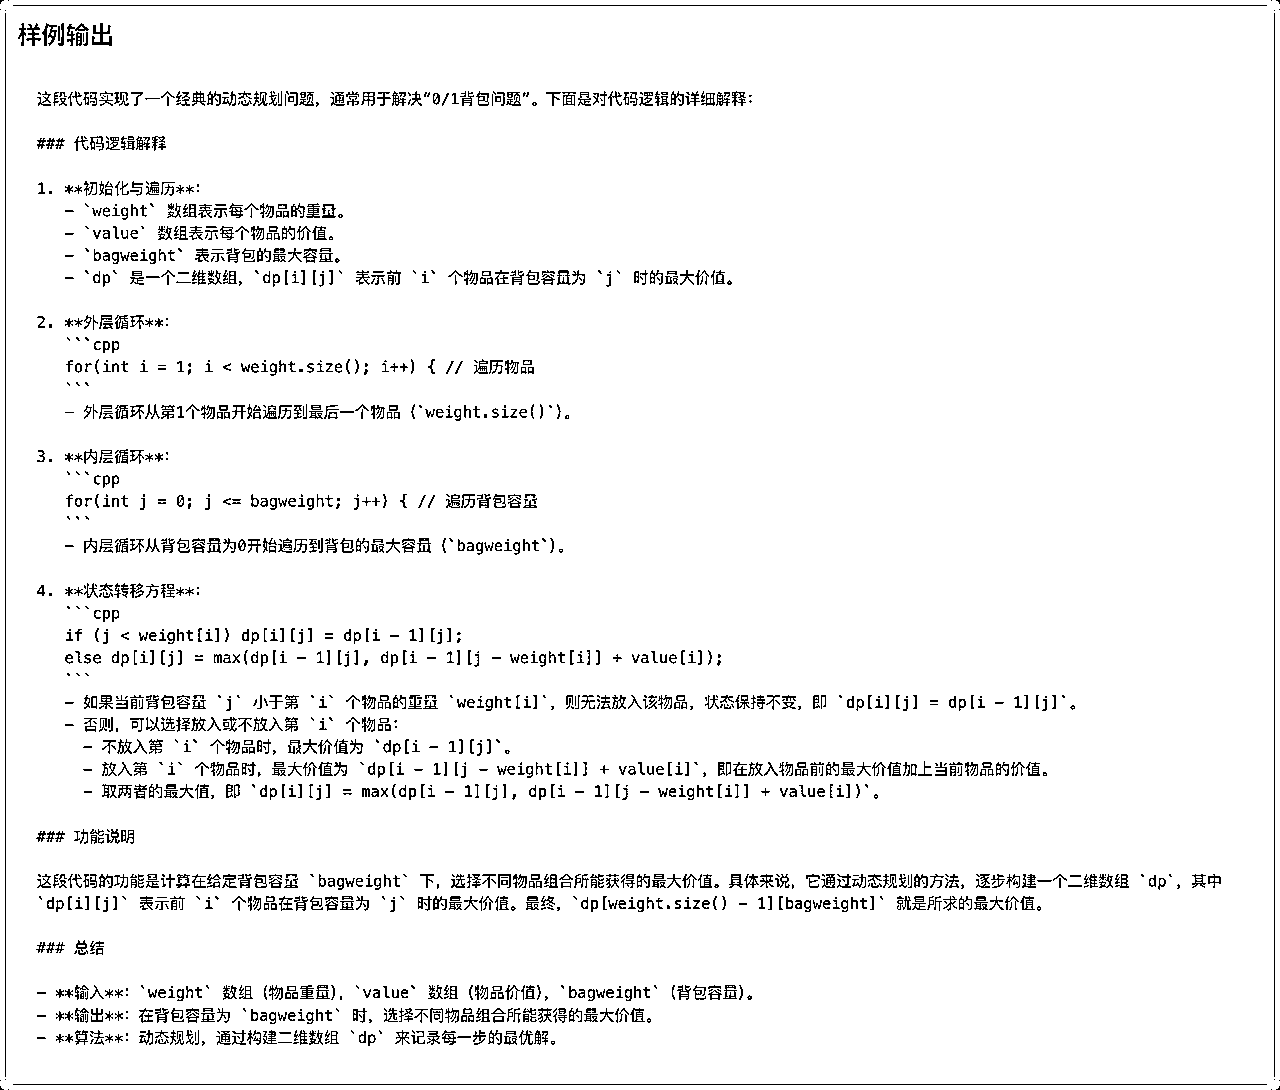 样例输出
这段代码实现了一个经典的动态规划问题，通常用于解决“0/1背包问题”。下面是对代码逻辑的详细解释：
### 代码逻辑解释
1. **初始化与遍历**：
- `weight` 数组表示每个物品的重量。
- `value` 数组表示每个物品的价值。
- `bagweight` 表示背包的最大容量。
- `dp` 是一个二维数组，`dp[i][j]` 表示前 `i` 个物品在背包容量为 `j` 时的最大价值。
2. **外层循环**：
```cpp
for(int i = 1; i < weight.size(); i++) { // 遍历物品
```
- 外层循环从第1个物品开始遍历到最后一个物品（`weight.size()`）。
3. **内层循环**：
```cpp
for(int j = 0; j <= bagweight; j++) { // 遍历背包容量
```
- 内层循环从背包容量为0开始遍历到背包的最大容量（`bagweight`）。
4. **状态转移方程**：
```cpp
if (j < weight[i]) dp[i][j] = dp[i - 1][j];
else dp[i][j] = max(dp[i - 1][j], dp[i - 1][j - weight[i]] + value[i]);
```
- 如果当前背包容量 `j` 小于第 `i` 个物品的重量 `weight[i]`，则无法放入该物品，状态保持不变，即 `dp[i][j] = dp[i - 1][j]`。
- 否则，可以选择放入或不放入第 `i` 个物品：
- 不放入第 `i` 个物品时，最大价值为 `dp[i - 1][j]`。
- 放入第 `i` 个物品时，最大价值为 `dp[i - 1][j - weight[i]] + value[i]`，即在放入物品前的最大价值加上当前物品的价值。
- 取两者的最大值，即 `dp[i][j] = max(dp[i - 1][j], dp[i - 1][j - weight[i]] + value[i])`。
### 功能说明
这段代码的功能是计算在给定背包容量 `bagweight` 下，选择不同物品组合所能获得的最大价值。具体来说，它通过动态规划的方法，逐步构建一个二维数组 `dp`，其中
`dp[i][j]` 表示前 `i` 个物品在背包容量为 `j` 时的最大价值。最终，`dp[weight.size() - 1][bagweight]` 就是所求的最大价值。
### 总结
- **输入**：`weight` 数组（物品重量），`value` 数组（物品价值），`bagweight`（背包容量）。
- **输出**：在背包容量为 `bagweight` 时，选择不同物品组合所能获得的最大价值。
- **算法**：动态规划，通过构建二维数组 `dp` 来记录每一步的最优解。